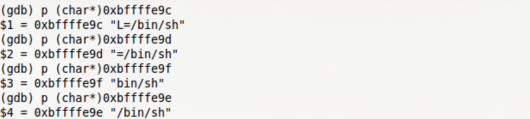 (gdb) p (char*)0xbffffe9c
$1 = 0xbffffe9c "L=/bin/sh"
(gdb) p (char*)0xbffffe9d
$2 = 0xbffffe9d "=/bin/sh"
(gdb) p (char*)0xbffffe9f
$3 = 0xbffffe9f "bin/sh"
(gdb) p (char*)0xbffffe9e
$4 = 0xbffffe9e "/bin/sh"